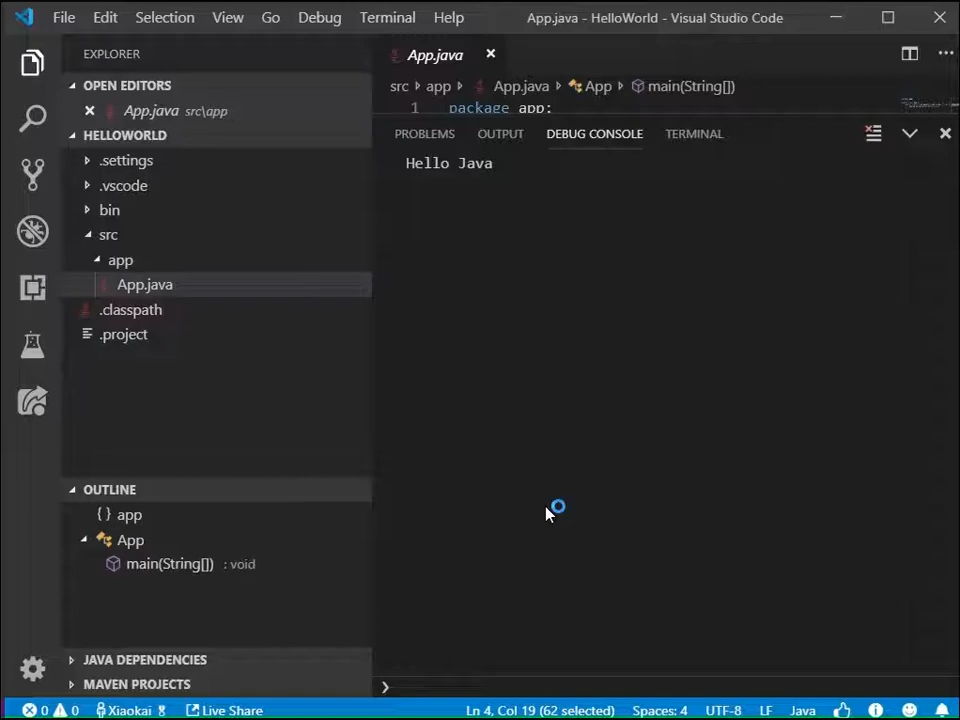 File Edit Selection View Go Debug Terminal Help App.java - HelloWorld - Visual Studio Code
EXPLORER
OPEN EDITORS
App.java src\app
HELLOWORLD
.settings
.vscode
bin
src
app
App.java
.classpath
.project
OUTLINE
{ } app
App
main(String[]) : void
JAVA DEPENDENCIES
MAVEN PROJECTS
App.java
src app App.java App main(String[])
1 package app;
PROBLEMS OUTPUT DEBUG CONSOLE TERMINAL
Hello Java
0 0 Xiaokai Live Share Ln 4, Col 19 (62 selected) Spaces: 4 UTF-8 LF Java